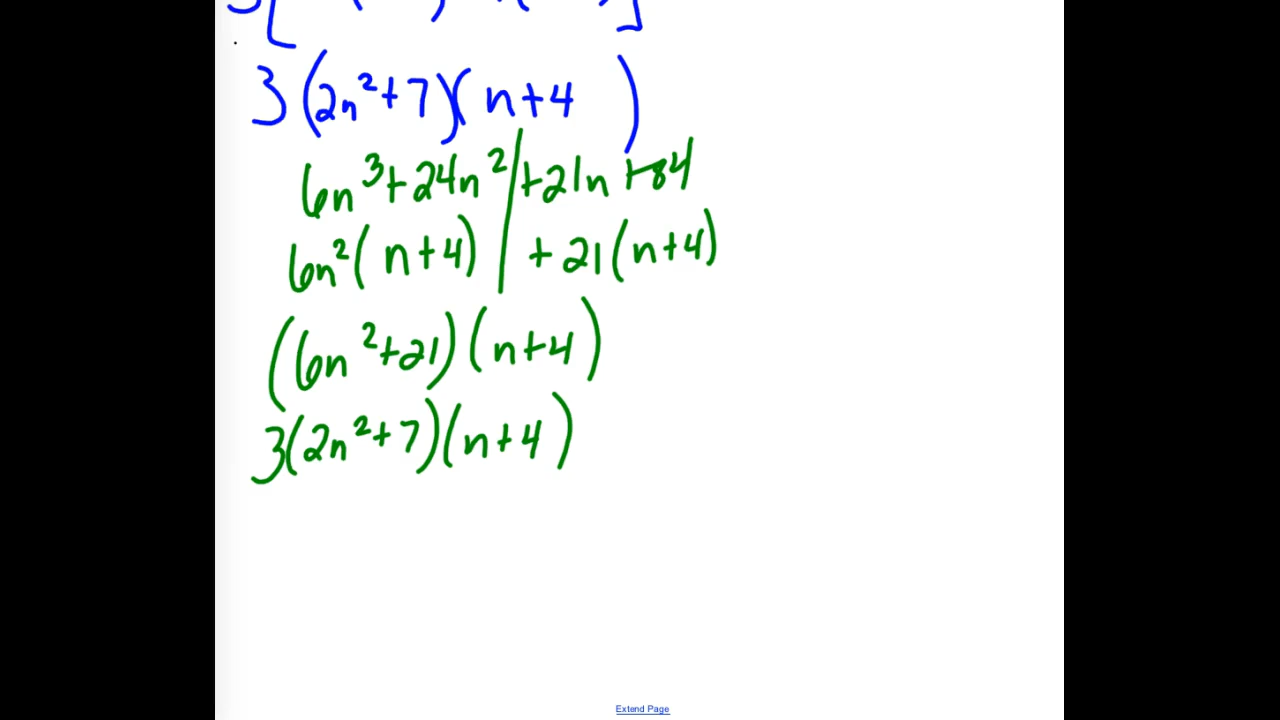 3(2n²+7)(n+4)
6n³+24n²|+21n+84
6n²(n+4)|+21(n+4)
(6n²+21)(n+4)
3(2n²+7)(n+4)
Extend Page